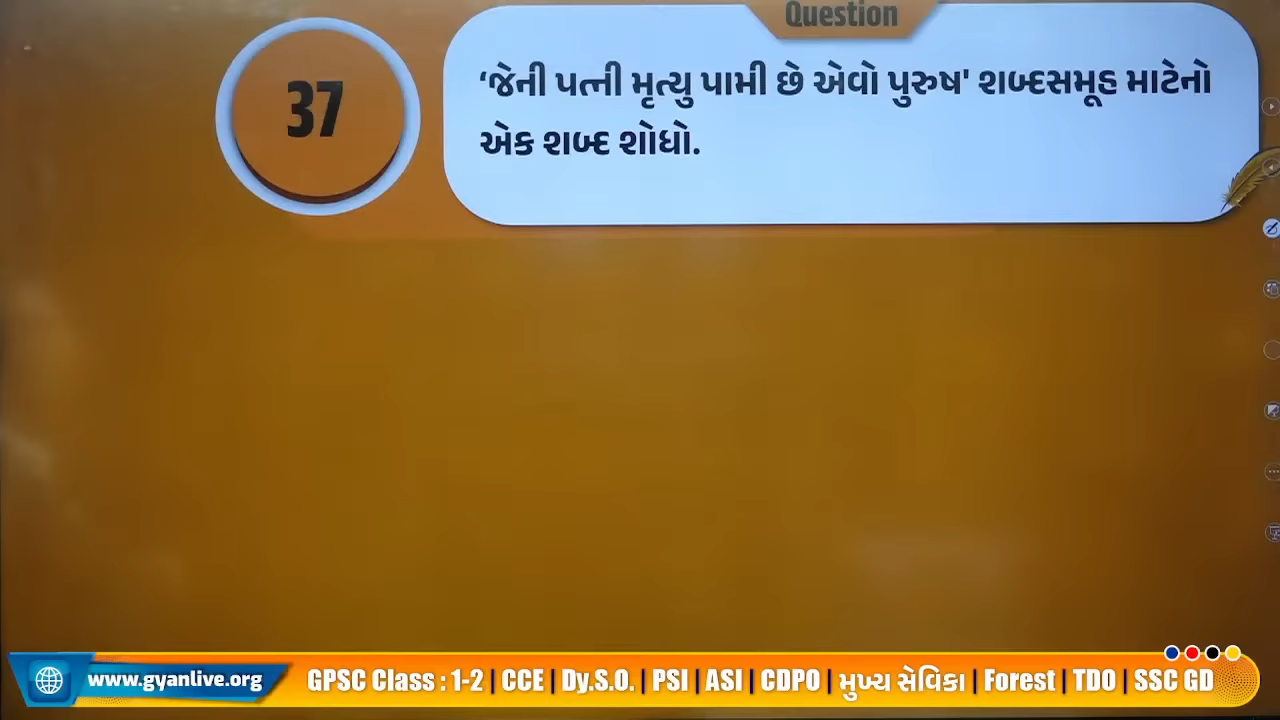 Question
37
‘જેની પત્ની મૃત્યુ પામી છે એવો પુરુષ' શબ્દસમૂહ માટેનો
એક શબ્દ શોધો.
www.gyanlive.org
GPSC Class : 1-2 | CCE | Dy.S.O. | PSI | ASI | CDPO | મુખ્ય સેવિકા | Forest | TDO | SSC GD